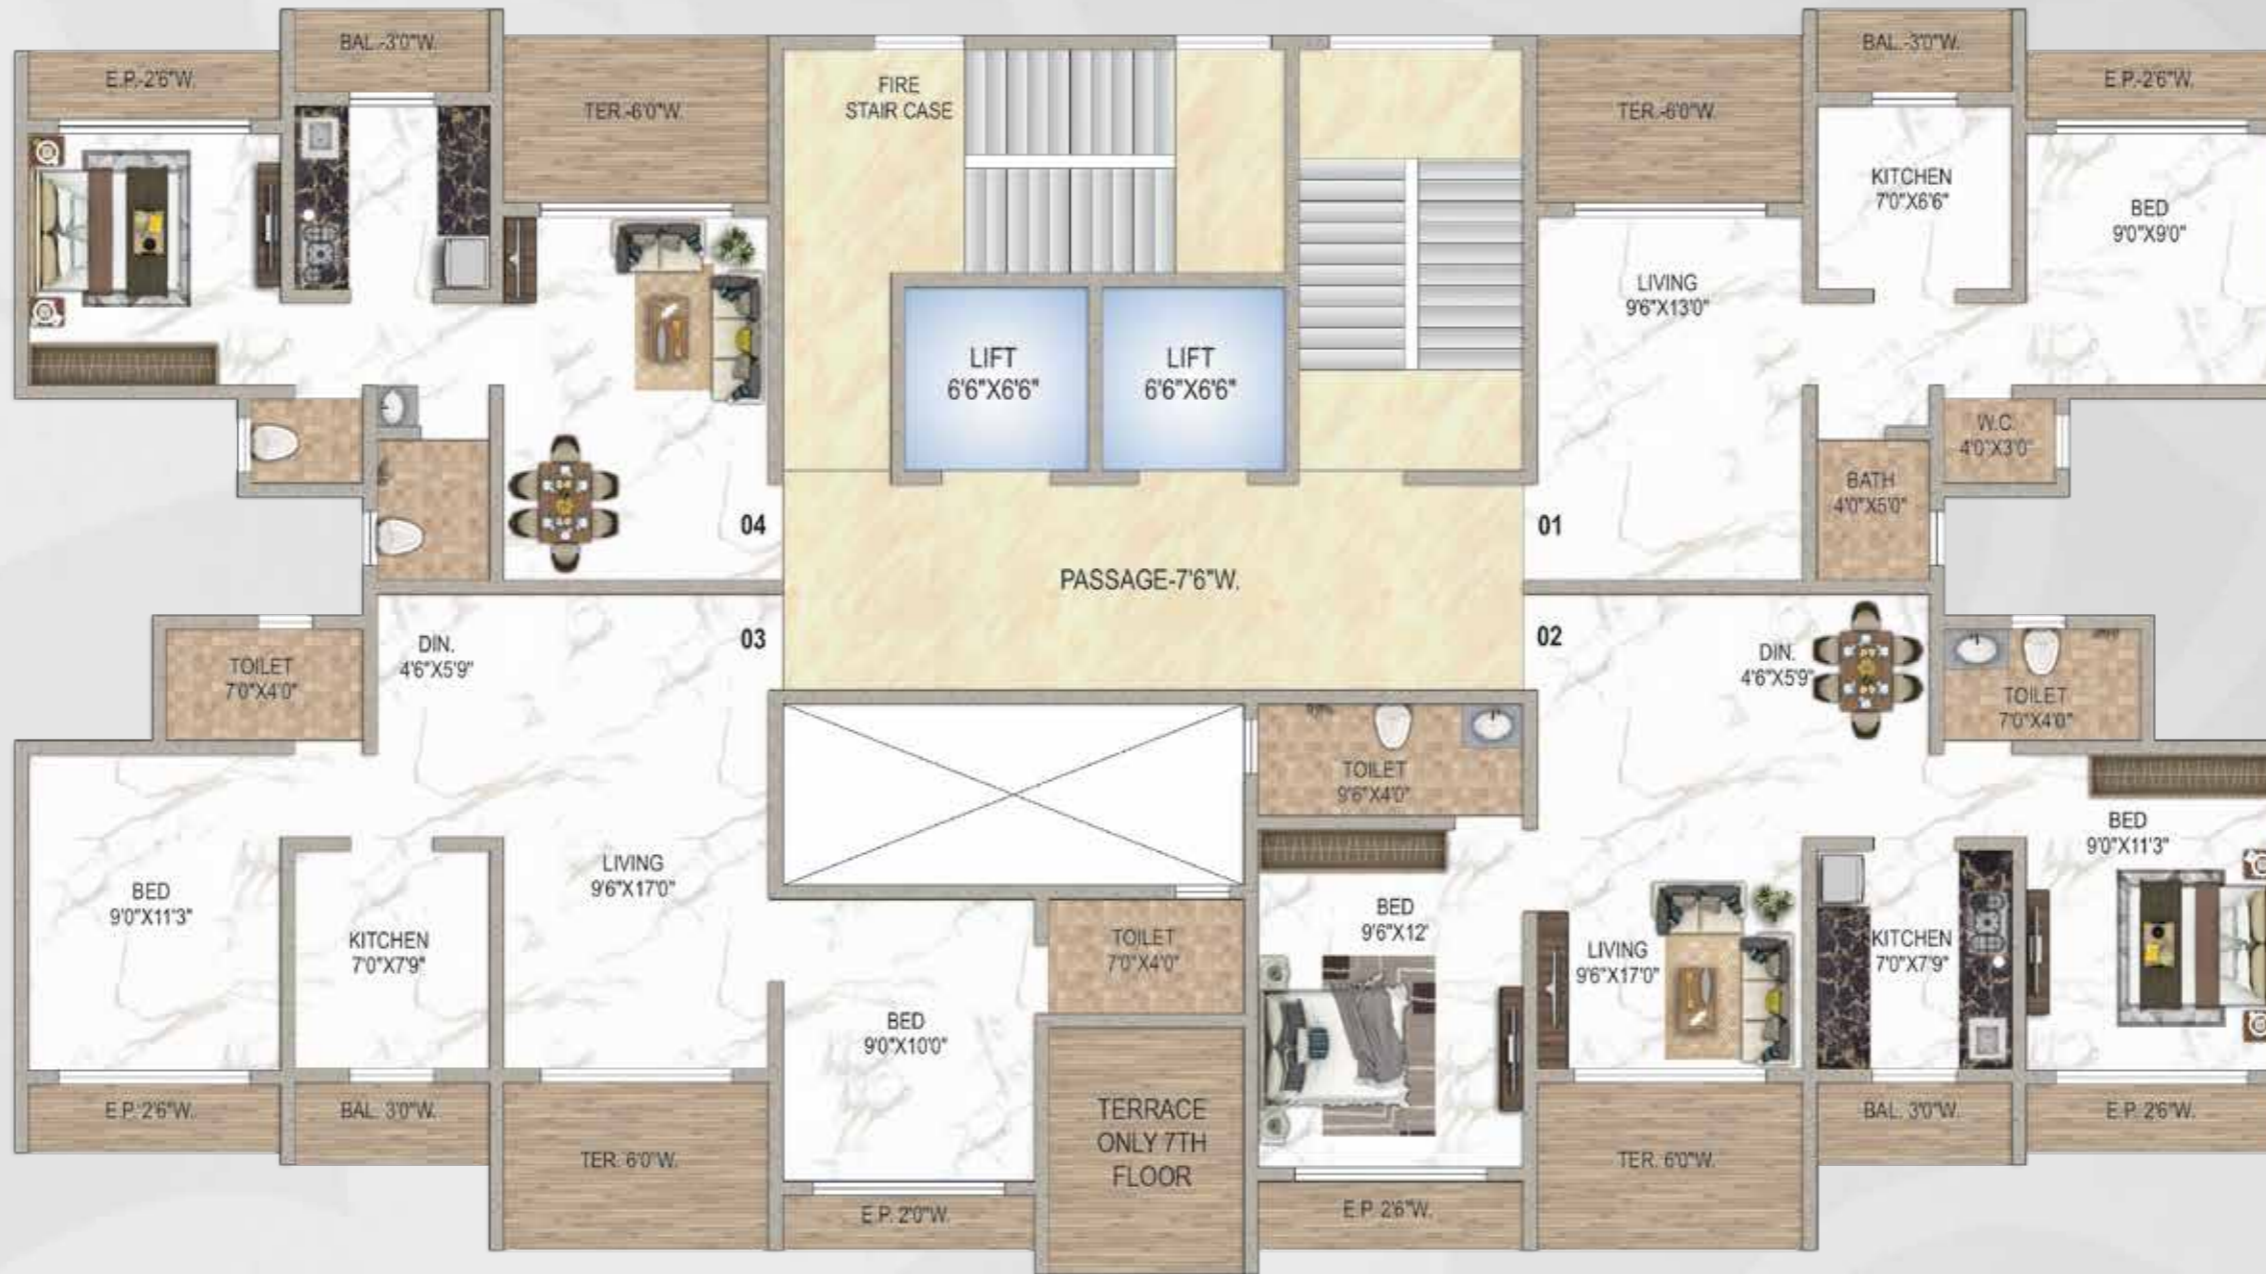 BAL.-3'0"W.
E.P.-2'6"W.
TER.-6'0"W.
FIRE
STAIR CASE
TER.-6'0"W.
BAL.-3'0"W.
E.P.-2'6"W.
KITCHEN
7'0"X6'6"
BED
9'0"X9'0"
LIVING
9'6"X13'0"
LIFT
6'6"X6'6"
LIFT
6'6"X6'6"
W.C.
4'0"X3'0"
BATH
4'0"X5'0"
04
01
PASSAGE-7'6"W.
03
02
DIN.
4'6"X5'9"
TOILET
7'0"X4'0"
DIN.
4'6"X5'9"
TOILET
7'0"X4'0"
TOILET
9'6"X4'0"
BED
9'0"X11'3"
LIVING
9'6"X17'0"
BED
9'0"X11'3"
KITCHEN
7'0"X7'9"
TOILET
7'0"X4'0"
BED
9'6"X12'
LIVING
9'6"X17'0"
KITCHEN
7'0"X7'9"
BED
9'0"X10'0"
E.P. 2'6"W.
BAL. 3'0"W.
TER. 6'0"W.
TERRACE
ONLY 7TH
FLOOR
E.P. 2'0"W.
E.P. 2'6"W.
TER. 6'0"W.
BAL. 3'0"W.
E.P. 2'6"W.